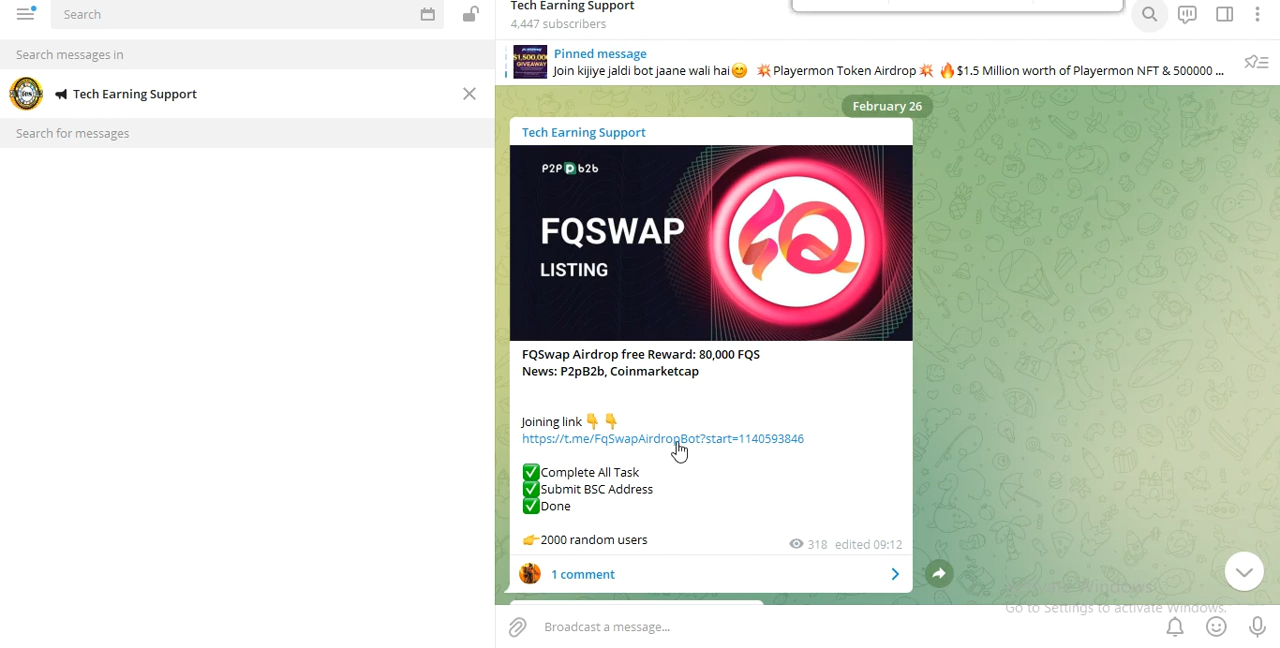 Search
Search messages in
Tech Earning Support
Search for messages
Tech Earning Support
4,447 subscribers
Pinned message
Join kijiye jaldi bot jaane wali hai😊 💥Playermon Token Airdrop💥 🔥$1.5 Million worth of Playermon NFT & 500000 ...
$1,500,000
GIVEAWAY
February 26
Tech Earning Support
P2P b2b
FQSWAP
LISTING
FQSwap Airdrop free Reward: 80,000 FQS
News: P2pB2b, Coinmarketcap
Joining link 👇 👇
https://t.me/FqSwapAirdropBot?start=1140593846
✅Complete All Task
✅Submit BSC Address
✅Done
👉2000 random users
318 edited 09:12
1 comment
Go to Settings to activate Windows.
Broadcast a message...